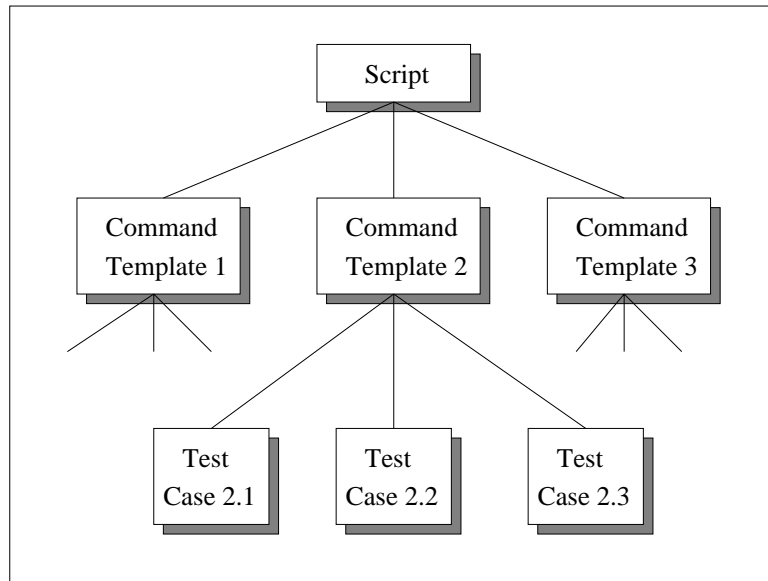 Script
Command
Template 1
Command
Template 2
Command
Template 3
Test
Case 2.1
Test
Case 2.2
Test
Case 2.3